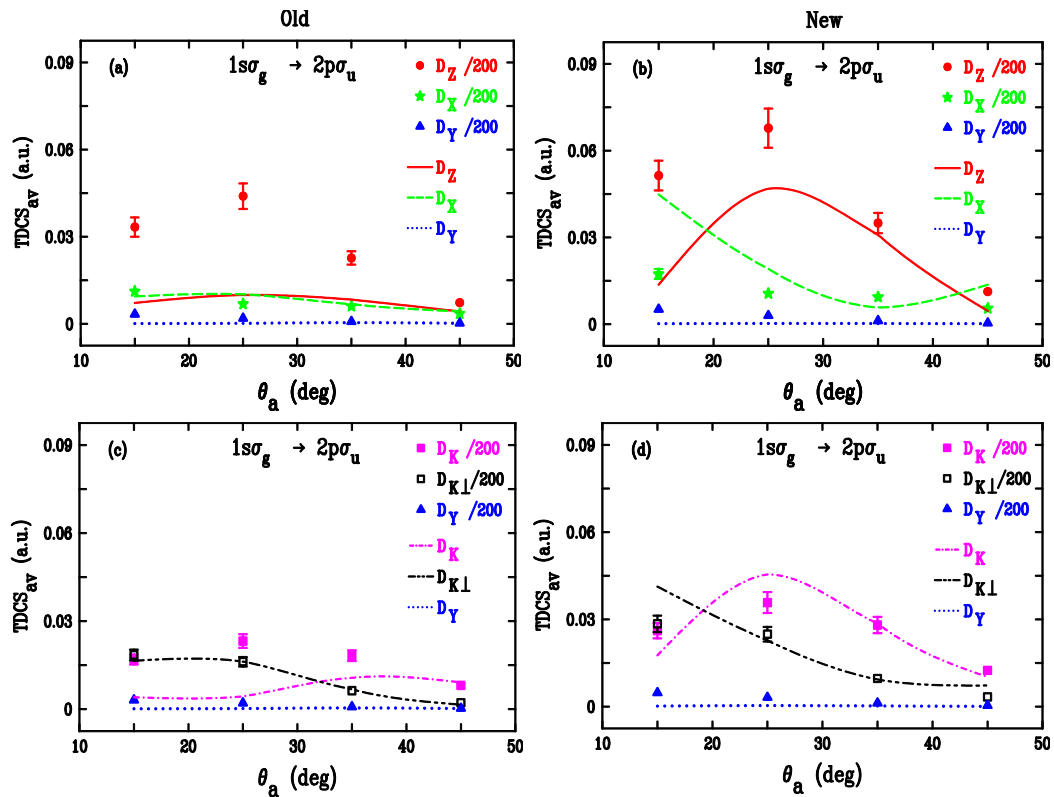 Old
New
(a)
1sσg → 2pσu
DZ /200
DX /200
DY /200
DZ
DX
DY
TDCSav (a.u.)
0.09
0.06
0.03
0
10 20 30 40 50
θa (deg)
(b)
1sσg → 2pσu
DZ /200
DX /200
DY /200
DZ
DX
DY
TDCSav (a.u.)
0.09
0.06
0.03
0
10 20 30 40 50
θa (deg)
(c)
1sσg → 2pσu
DK /200
DK⊥/200
DY /200
DK
DK⊥
DY
TDCSav (a.u.)
0.09
0.06
0.03
0
10 20 30 40 50
θa (deg)
(d)
1sσg → 2pσu
DK /200
DK⊥/200
DY /200
DK
DK⊥
DY
TDCSav (a.u.)
0.09
0.06
0.03
0
10 20 30 40 50
θa (deg)